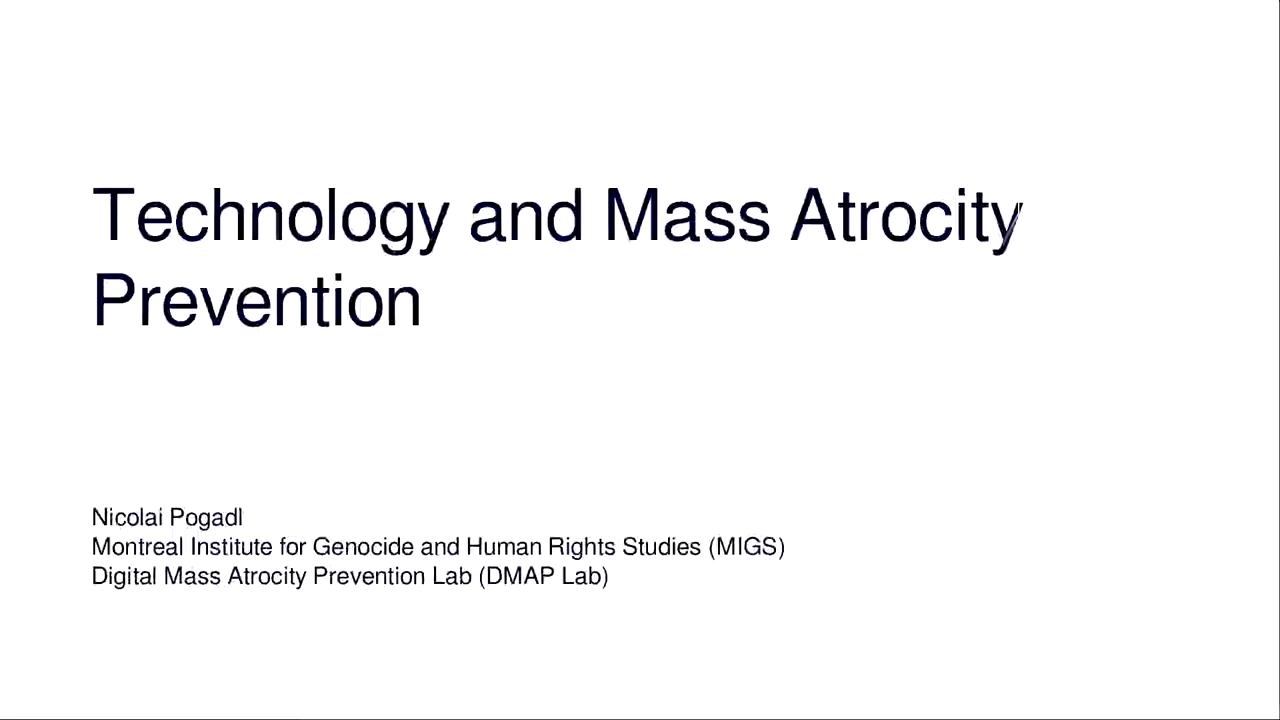 Technology and Mass Atrocity
Prevention
Nicolai Pogadl
Montreal Institute for Genocide and Human Rights Studies (MIGS)
Digital Mass Atrocity Prevention Lab (DMAP Lab)